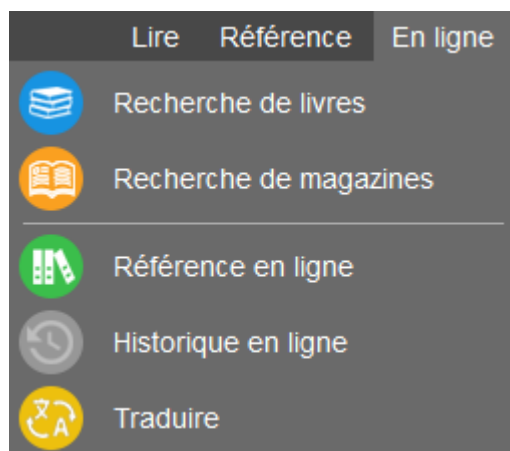 Lire Référence En ligne
Recherche de livres
Recherche de magazines
Référence en ligne
Historique en ligne
Traduire